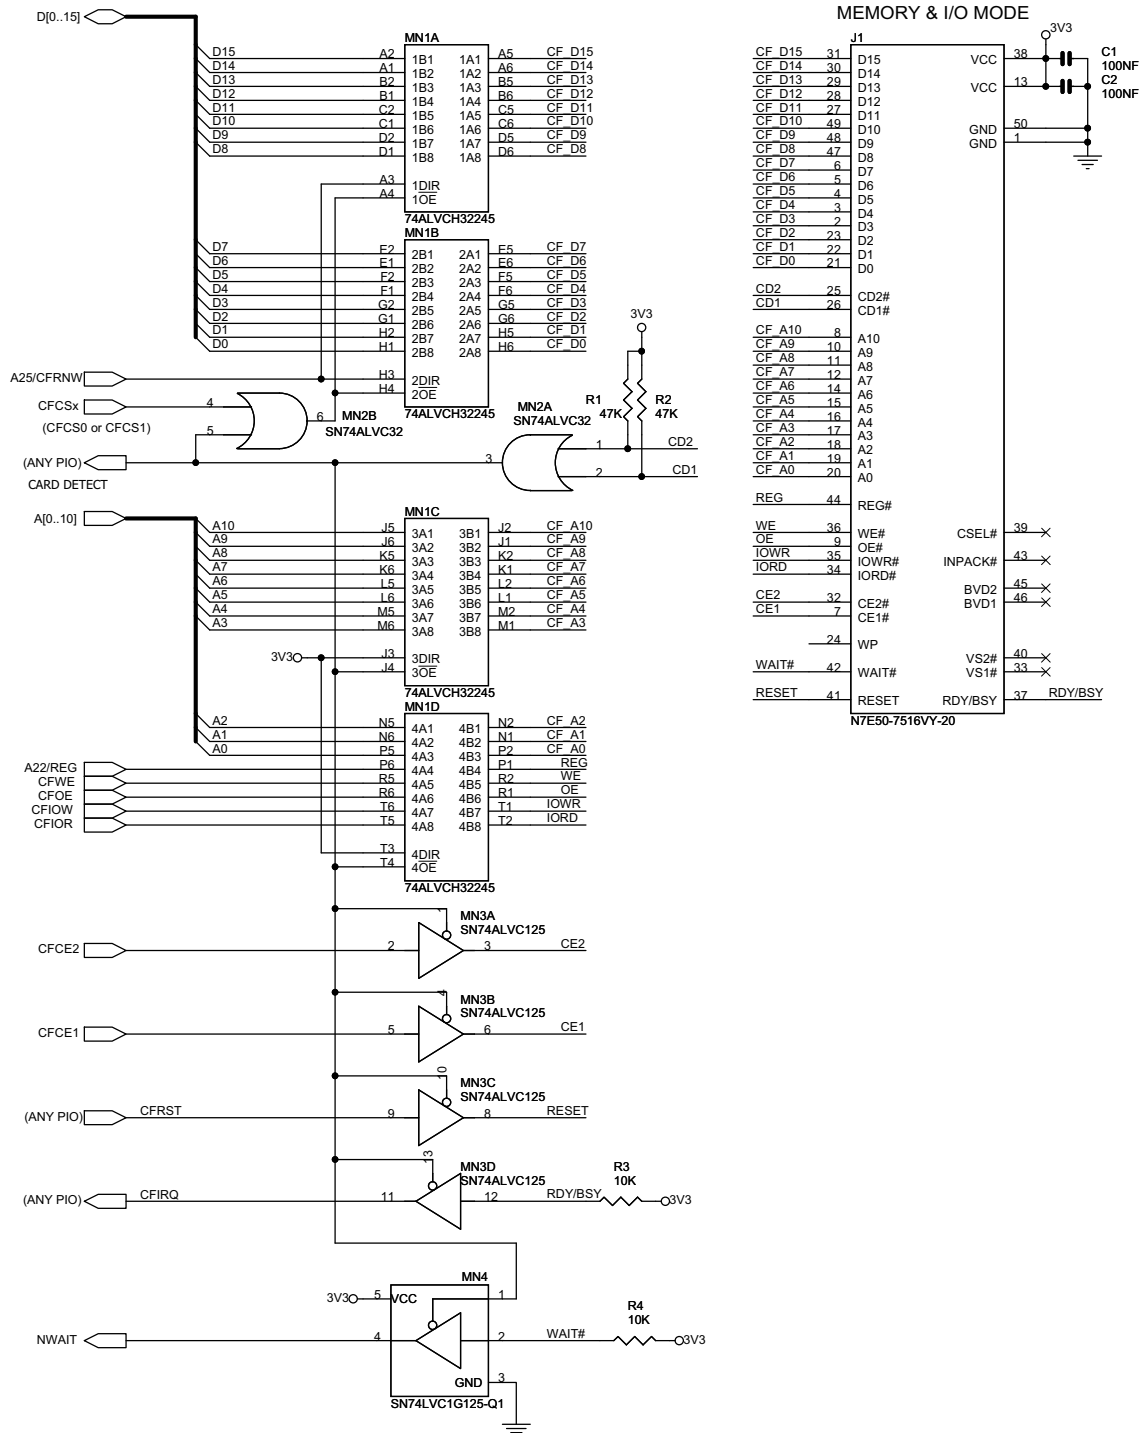 MEMORY & I/O MODE
D[0..15]
MN1A
D15 A2 1B1 1A1 A5 CF_D15
D14 A1 1B2 1A2 A6 CF_D14
D13 B2 1B3 1A3 B5 CF_D13
D12 B1 1B4 1A4 B6 CF_D12
D11 C2 1B5 1A5 C5 CF_D11
D10 C1 1B6 1A6 C6 CF_D10
D9 D2 1B7 1A7 D5 CF_D9
D8 D1 1B8 1A8 D6 CF_D8
A3 1DIR
A4 1OE
74ALVCH32245
MN1B
D7 E2 2B1 2A1 E5 CF_D7
D6 E1 2B2 2A2 E6 CF_D6
D5 F2 2B3 2A3 F5 CF_D5
D4 F1 2B4 2A4 F6 CF_D4
D3 G2 2B5 2A5 G5 CF_D3
D2 G1 2B6 2A6 G6 CF_D2
D1 H2 2B7 2A7 H5 CF_D1
D0 H1 2B8 2A8 H6 CF_D0
A25/CFRNW H3 2DIR
H4 2OE
74ALVCH32245
CFCSx 4
(CFCS0 or CFCS1) 5
6 MN2B
SN74ALVC32
3V3
R1
47K
R2
47K
MN2A
SN74ALVC32
(ANY PIO) 3
1 CD2
2 CD1
CARD DETECT
A[0..10]
MN1C
A10 J5 3A1 3B1 J2 CF_A10
A9 J6 3A2 3B2 J1 CF_A9
A8 K5 3A3 3B3 K2 CF_A8
A7 K6 3A4 3B4 K1 CF_A7
A6 L5 3A5 3B5 L2 CF_A6
A5 L6 3A6 3B6 L1 CF_A5
A4 M5 3A7 3B7 M2 CF_A4
A3 M6 3A8 3B8 M1 CF_A3
3V3 J3 3DIR
J4 3OE
74ALVCH32245
MN1D
A2 N5 4A1 4B1 N2 CF_A2
A1 N6 4A2 4B2 N1 CF_A1
A0 P5 4A3 4B3 P2 CF_A0
A22/REG P6 4A4 4B4 P1 REG
CFWE R5 4A5 4B5 R2 WE
CFOE R6 4A6 4B6 R1 OE
CFIOW T6 4A7 4B7 T1 IOWR
CFIOR T5 4A8 4B8 T2 IORD
T3 4DIR
T4 4OE
74ALVCH32245
1 MN3A
SN74ALVC125
CFCE2 2 3 CE2
4 MN3B
SN74ALVC125
CFCE1 5 6 CE1
10 MN3C
SN74ALVC125
(ANY PIO) CFRST 9 8 RESET
13 MN3D
SN74ALVC125
R3
10K
(ANY PIO) CFIRQ 11 12 RDY/BSY 3V3
MN4
3V3 5 VCC 1
R4
10K
NWAIT 4 2 WAIT# 3V3
GND 3
SN74LVC1G125-Q1
J1
3V3
CF_D15 31 D15 VCC 38
C1
100NF
CF_D14 30 D14
CF_D13 29 D13 VCC 13
C2
100NF
CF_D12 28 D12
CF_D11 27 D11
CF_D10 49 D10 GND 50
CF_D9 48 D9 GND 1
CF_D8 47 D8
CF_D7 6 D7
CF_D6 5 D6
CF_D5 4 D5
CF_D4 3 D4
CF_D3 2 D3
CF_D2 23 D2
CF_D1 22 D1
CF_D0 21 D0
CD2 25 CD2#
CD1 26 CD1#
CF_A10 8 A10
CF_A9 10 A9
CF_A8 11 A8
CF_A7 12 A7
CF_A6 14 A6
CF_A5 15 A5
CF_A4 16 A4
CF_A3 17 A3
CF_A2 18 A2
CF_A1 19 A1
CF_A0 20 A0
REG 44 REG#
WE 36 WE# CSEL# 39
OE 9 OE#
IOWR 35 IOWR# INPACK# 43
IORD 34 IORD#
BVD2 45
CE2 32 CE2# BVD1 46
CE1 7 CE1#
24 WP
VS2# 40
WAIT# 42 WAIT# VS1# 33
RESET 41 RESET RDY/BSY 37 RDY/BSY
N7E50-7516VY-20